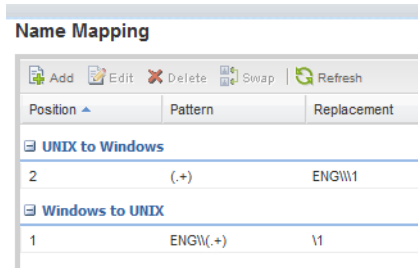 Name Mapping
Add Edit Delete Swap Refresh
Position Pattern Replacement
UNIX to Windows
2 (.+) ENG\\\1
Windows to UNIX
1 ENG\\(.+) \1